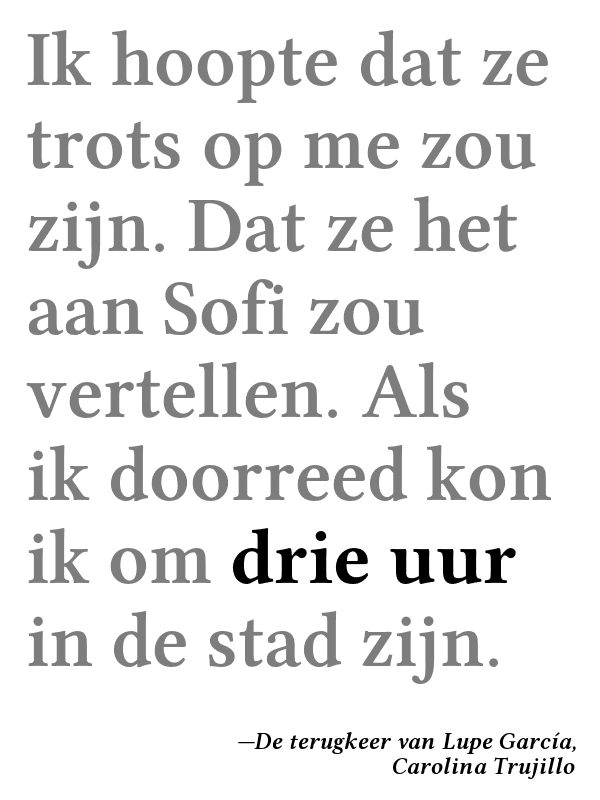 Ik hoopte dat ze
trots op me zou
zijn. Dat ze het
aan Sofi zou
vertellen. Als
ik doorreed kon
ik om drie uur
in de stad zijn.
—De terugkeer van Lupe García,
Carolina Trujillo